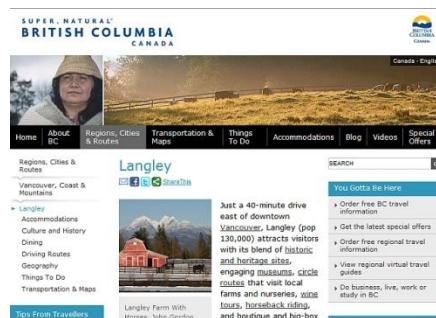 SUPER, NATURAL
BRITISH COLUMBIA
CANADA
BRITISH
COLUMBIA
Canada
Canada - Englis
Home
About BC
Regions, Cities & Routes
Transportation & Maps
Things To Do
Accommodations
Blog
Videos
Special Offers
Regions, Cities &
Routes
Vancouver, Coast &
Mountains
Langley
Accommodations
Culture and History
Dining
Driving Routes
Geography
Things To Do
Transportation & Maps
Tips From Travellers
Langley
ShareThis
Just a 40-minute drive
east of downtown
Vancouver, Langley (pop
130,000) attracts visitors
with its blend of historic
and heritage sites,
engaging museums, circle
routes that visit local
farms and nurseries, wine
tours, horseback riding,
and boutique and big-box
Langley Farm With
Horses, John Gordon
SEARCH
You Gotta Be Here
Order free BC travel
information
Get the latest special offers
Order free regional travel
information
View regional virtual travel
guides
Do business, live, work or
study in BC